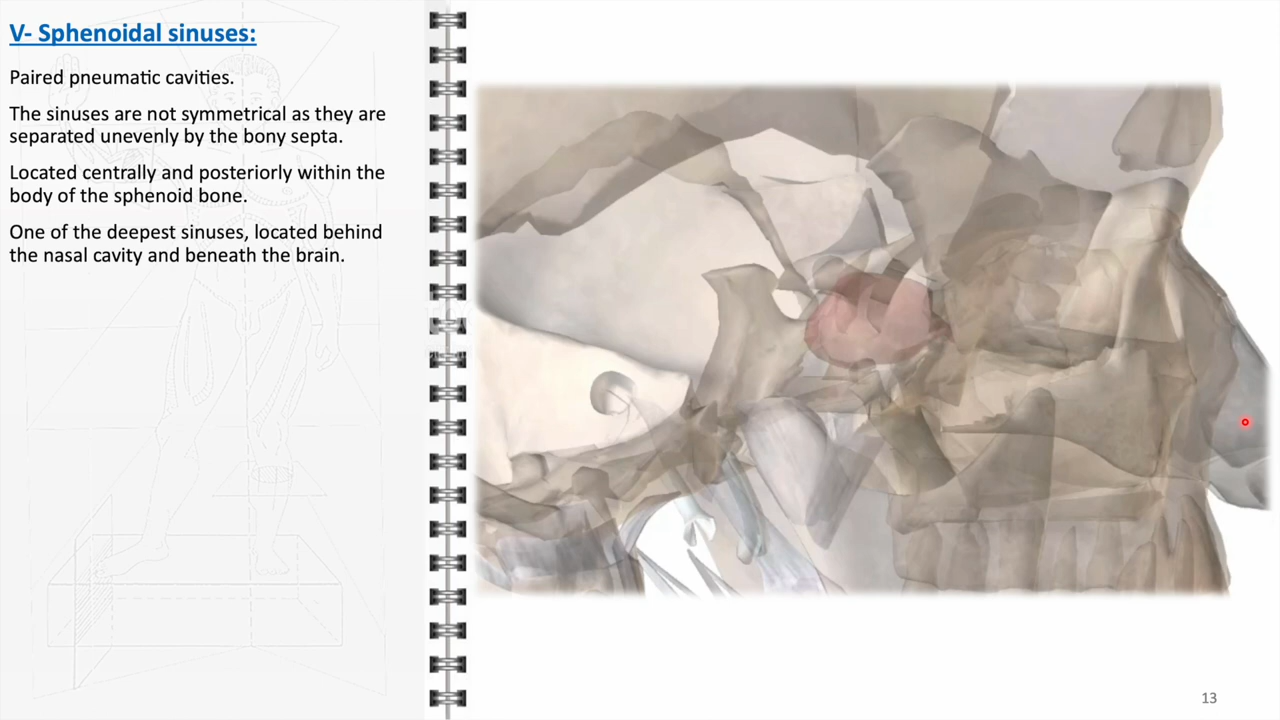 V- Sphenoidal sinuses:
Paired pneumatic cavities.
The sinuses are not symmetrical as they are
separated unevenly by the bony septa.
Located centrally and posteriorly within the
body of the sphenoid bone.
One of the deepest sinuses, located behind
the nasal cavity and beneath the brain.
13